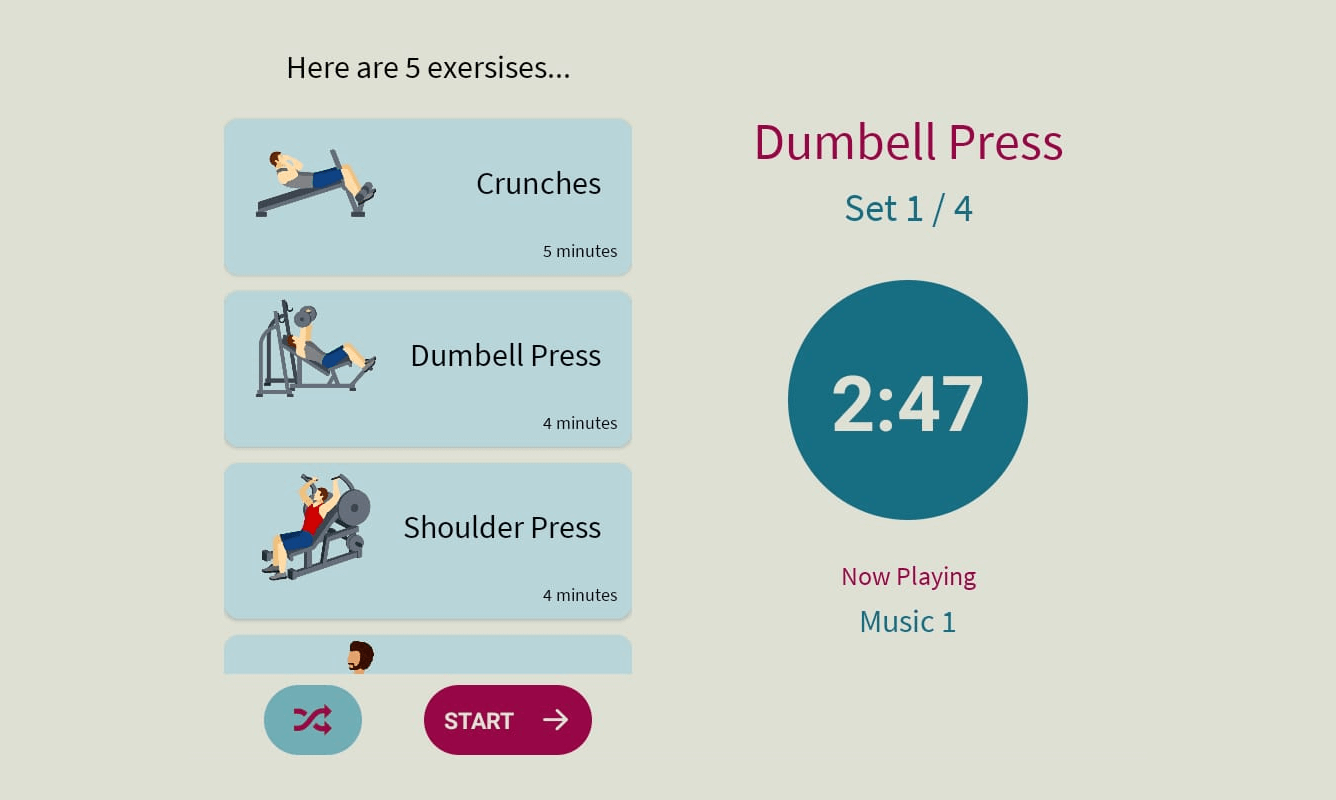 Here are 5 exersises...
Crunches
5 minutes
Dumbell Press
4 minutes
Shoulder Press
4 minutes
START
Dumbell Press
Set 1 / 4
2:47
Now Playing
Music 1